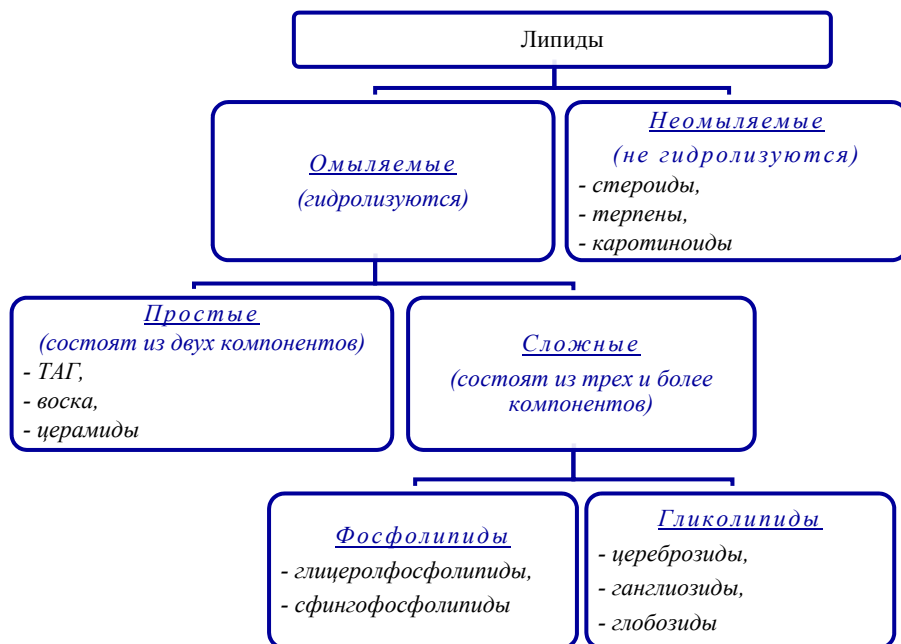 Липиды
Омыляемые
(гидролизуются)
Неомыляемые
(не гидролизуются)
- стероиды,
- терпены,
- каротиноиды
Простые
(состоят из двух компонентов)
- ТАГ,
- воска,
- церамиды
Сложные
(состоят из трех и более
компонентов)
Фосфолипиды
- глицеролфосфолипиды,
- сфингофосфолипиды
Гликолипиды
- цереброзиды,
- ганглиозиды,
- глобозиды